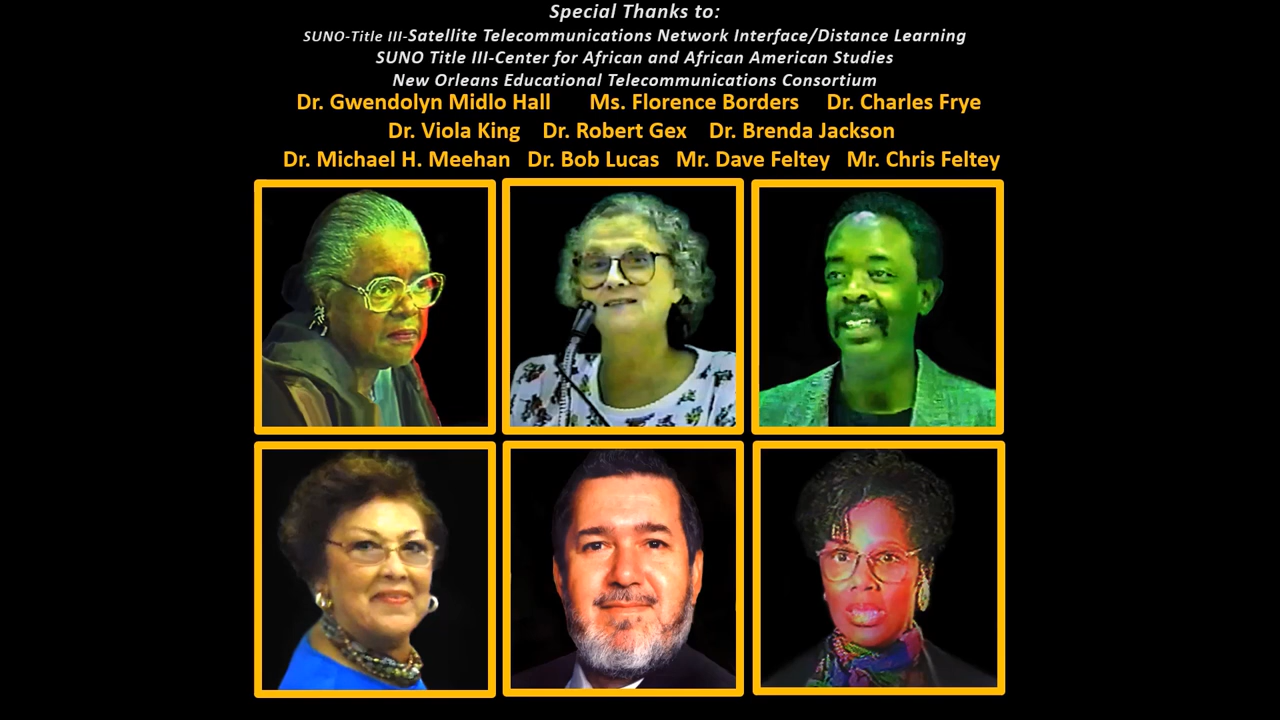 Special Thanks to:
SUNO-Title III-Satellite Telecommunications Network Interface/Distance Learning
SUNO Title III-Center for African and African American Studies
New Orleans Educational Telecommunications Consortium
Dr. Gwendolyn Midlo Hall Ms. Florence Borders Dr. Charles Frye
Dr. Viola King Dr. Robert Gex Dr. Brenda Jackson
Dr. Michael H. Meehan Dr. Bob Lucas Mr. Dave Feltey Mr. Chris Feltey